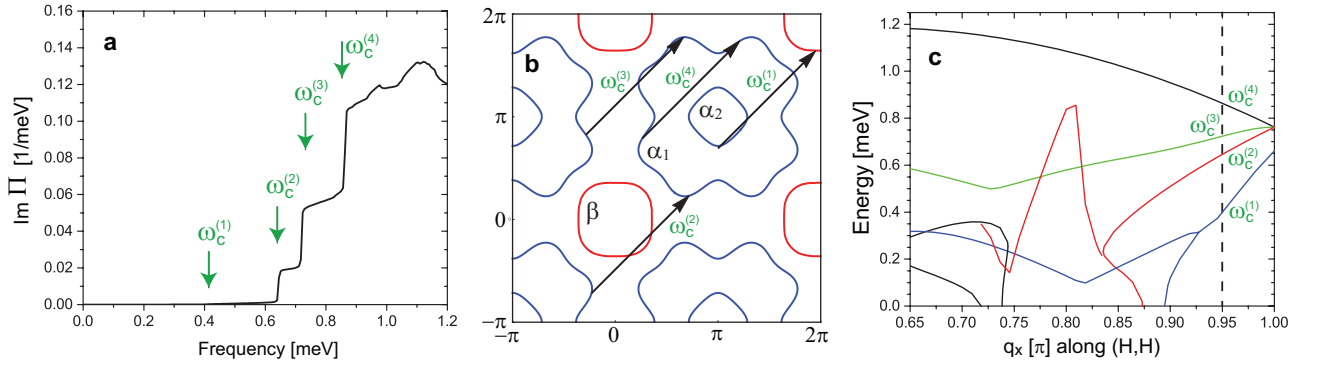 a
Im Π [1/meV]
0.16
0.14
0.12
0.10
0.08
0.06
0.04
0.02
0.00
ω_c^(1)
ω_c^(2)
ω_c^(3)
ω_c^(4)
0.0 0.2 0.4 0.6 0.8 1.0 1.2
Frequency [meV]
b
2π
π
0
−π
ω_c^(3)
ω_c^(4)
ω_c^(1)
α₂
α₁
β
ω_c^(2)
−π 0 π 2π
c
Energy [meV]
1.2
1.0
0.8
0.6
0.4
0.2
0.0
ω_c^(4)
ω_c^(3)
ω_c^(2)
ω_c^(1)
0.65 0.70 0.75 0.80 0.85 0.90 0.95 1.00
q_x [π] along (H,H)